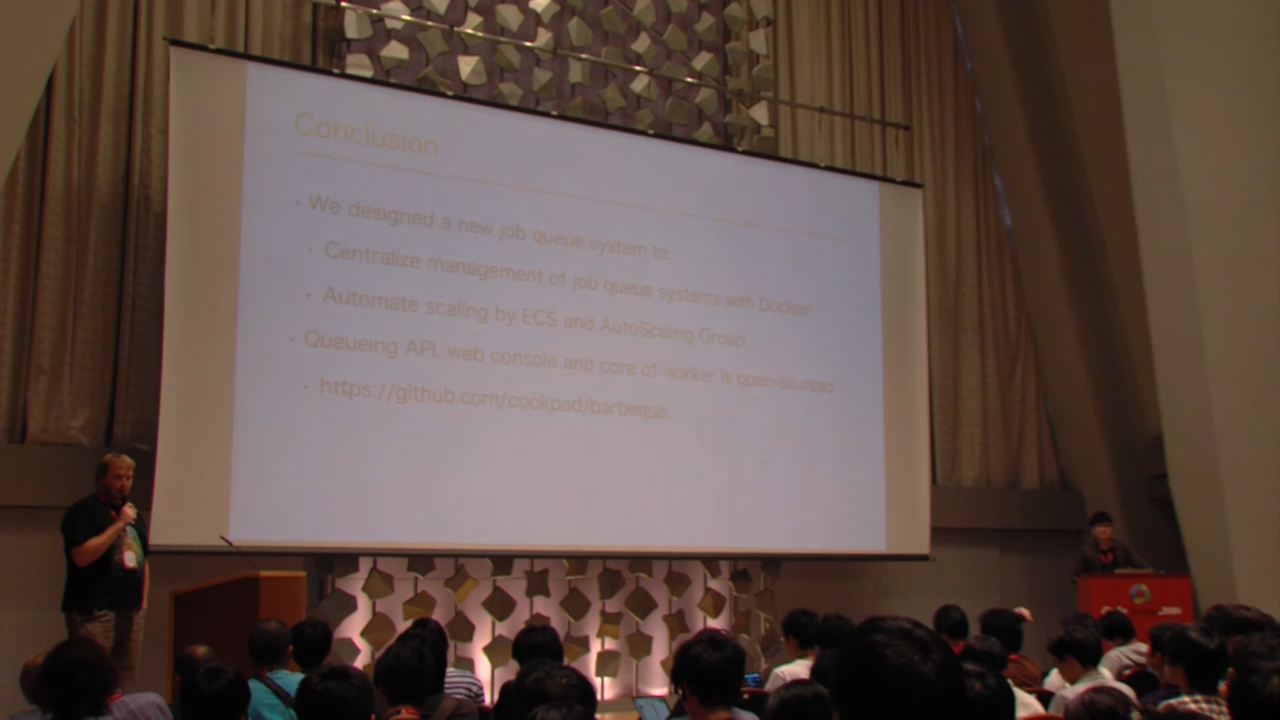 Conclusion
• We designed a new job queue system to:
• Centralize management of job queue systems with Docker
• Automate scaling by ECS and AutoScaling Group
• Queueing API, web console and core of worker is open-sourced
• https://github.com/cookpad/barbeque